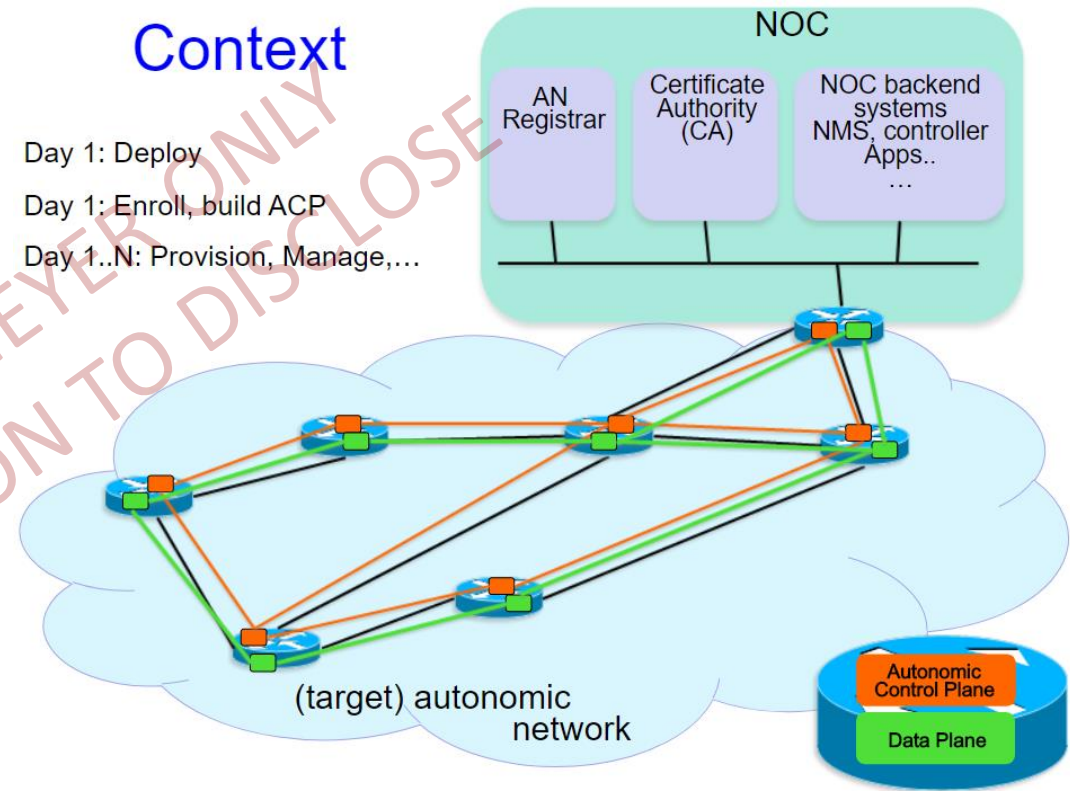 Context
Day 1: Deploy
Day 1: Enroll, build ACP
Day 1..N: Provision, Manage,...
NOC
AN
Registrar
Certificate
Authority
(CA)
NOC backend
systems
NMS, controller
Apps..
...
(target) autonomic
network
Autonomic
Control Plane
Data Plane
EYER ONLY
ON TO DISCLOSE